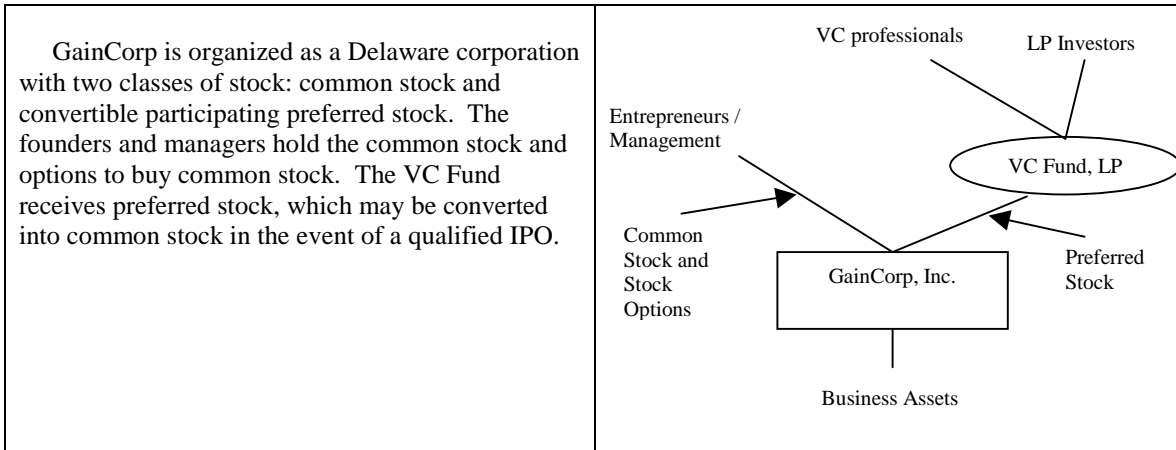 GainCorp is organized as a Delaware corporation
with two classes of stock: common stock and
convertible participating preferred stock. The
founders and managers hold the common stock and
options to buy common stock. The VC Fund
receives preferred stock, which may be converted
into common stock in the event of a qualified IPO.
VC professionals
LP Investors
Entrepreneurs /
Management
VC Fund, LP
Common
Stock and
Stock
Options
Preferred
Stock
GainCorp, Inc.
Business Assets